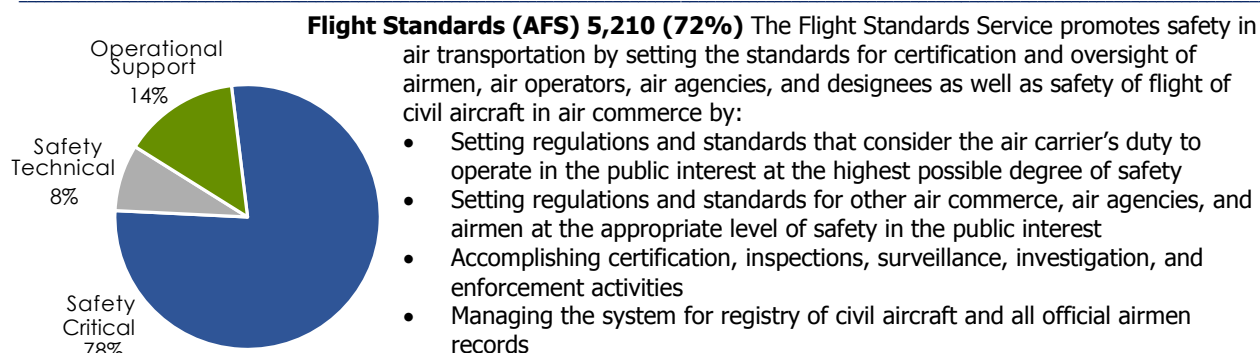 Flight Standards (AFS) 5,210 (72%) The Flight Standards Service promotes safety in
air transportation by setting the standards for certification and oversight of
airmen, air operators, air agencies, and designees as well as safety of flight of
civil aircraft in air commerce by:
• Setting regulations and standards that consider the air carrier’s duty to
operate in the public interest at the highest possible degree of safety
• Setting regulations and standards for other air commerce, air agencies, and
airmen at the appropriate level of safety in the public interest
• Accomplishing certification, inspections, surveillance, investigation, and
enforcement activities
• Managing the system for registry of civil aircraft and all official airmen
records
Operational
Support
14%
Safety
Technical
8%
Safety
Critical
78%